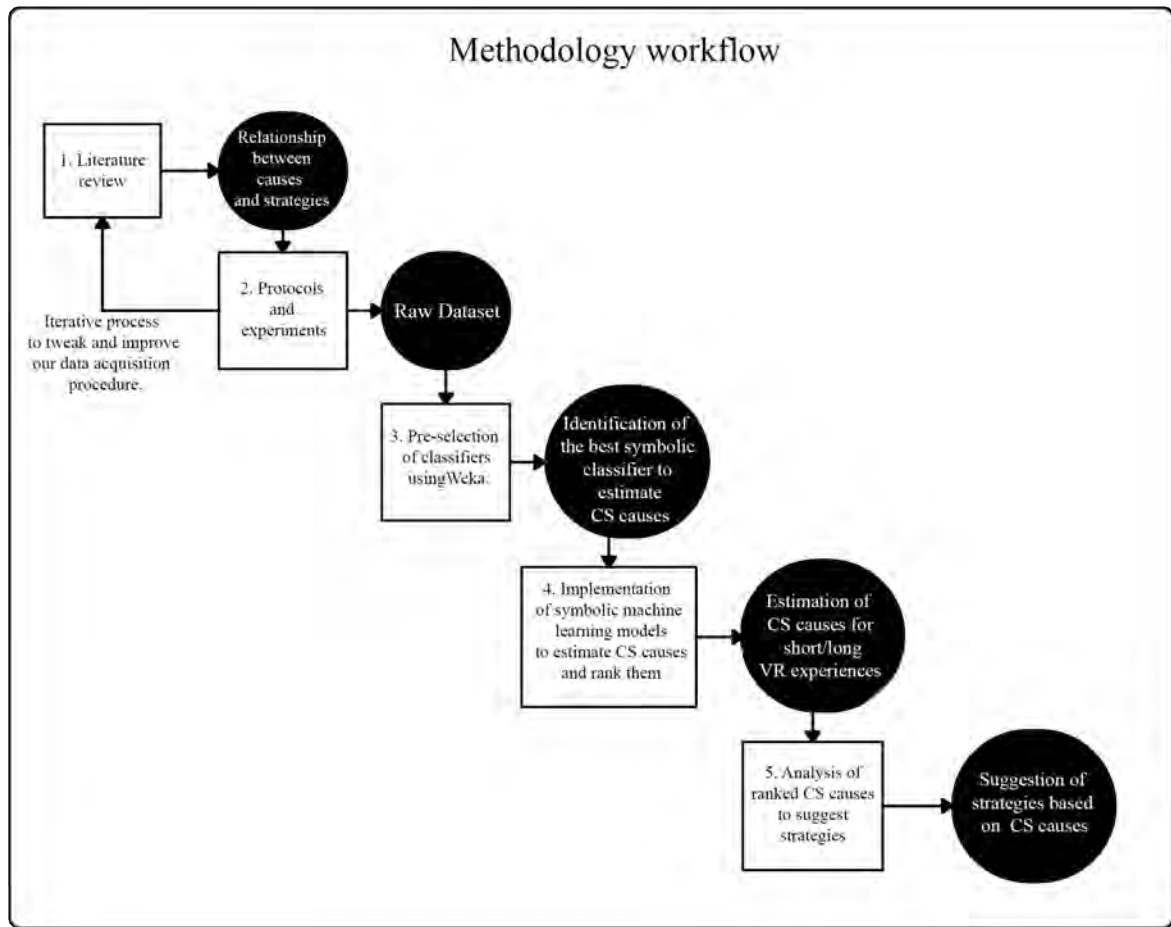 Methodology workflow
1. Literature
review
Relationship
between
causes
and strategies
2. Protocols
and
experiments
Iterative process
to tweak and improve
our data acquisition
procedure.
Raw Dataset
3. Pre-selection
of classifiers
usingWeka.
Identification of
the best symbolic
classifier to
estimate
CS causes
4. Implementation
of symbolic machine
learning models
to estimate CS causes
and rank them
Estimation of
CS causes for
short/long
VR experiences
5. Analysis of
ranked CS causes
to suggest
strategies
Suggestion of
strategies based
on CS causes